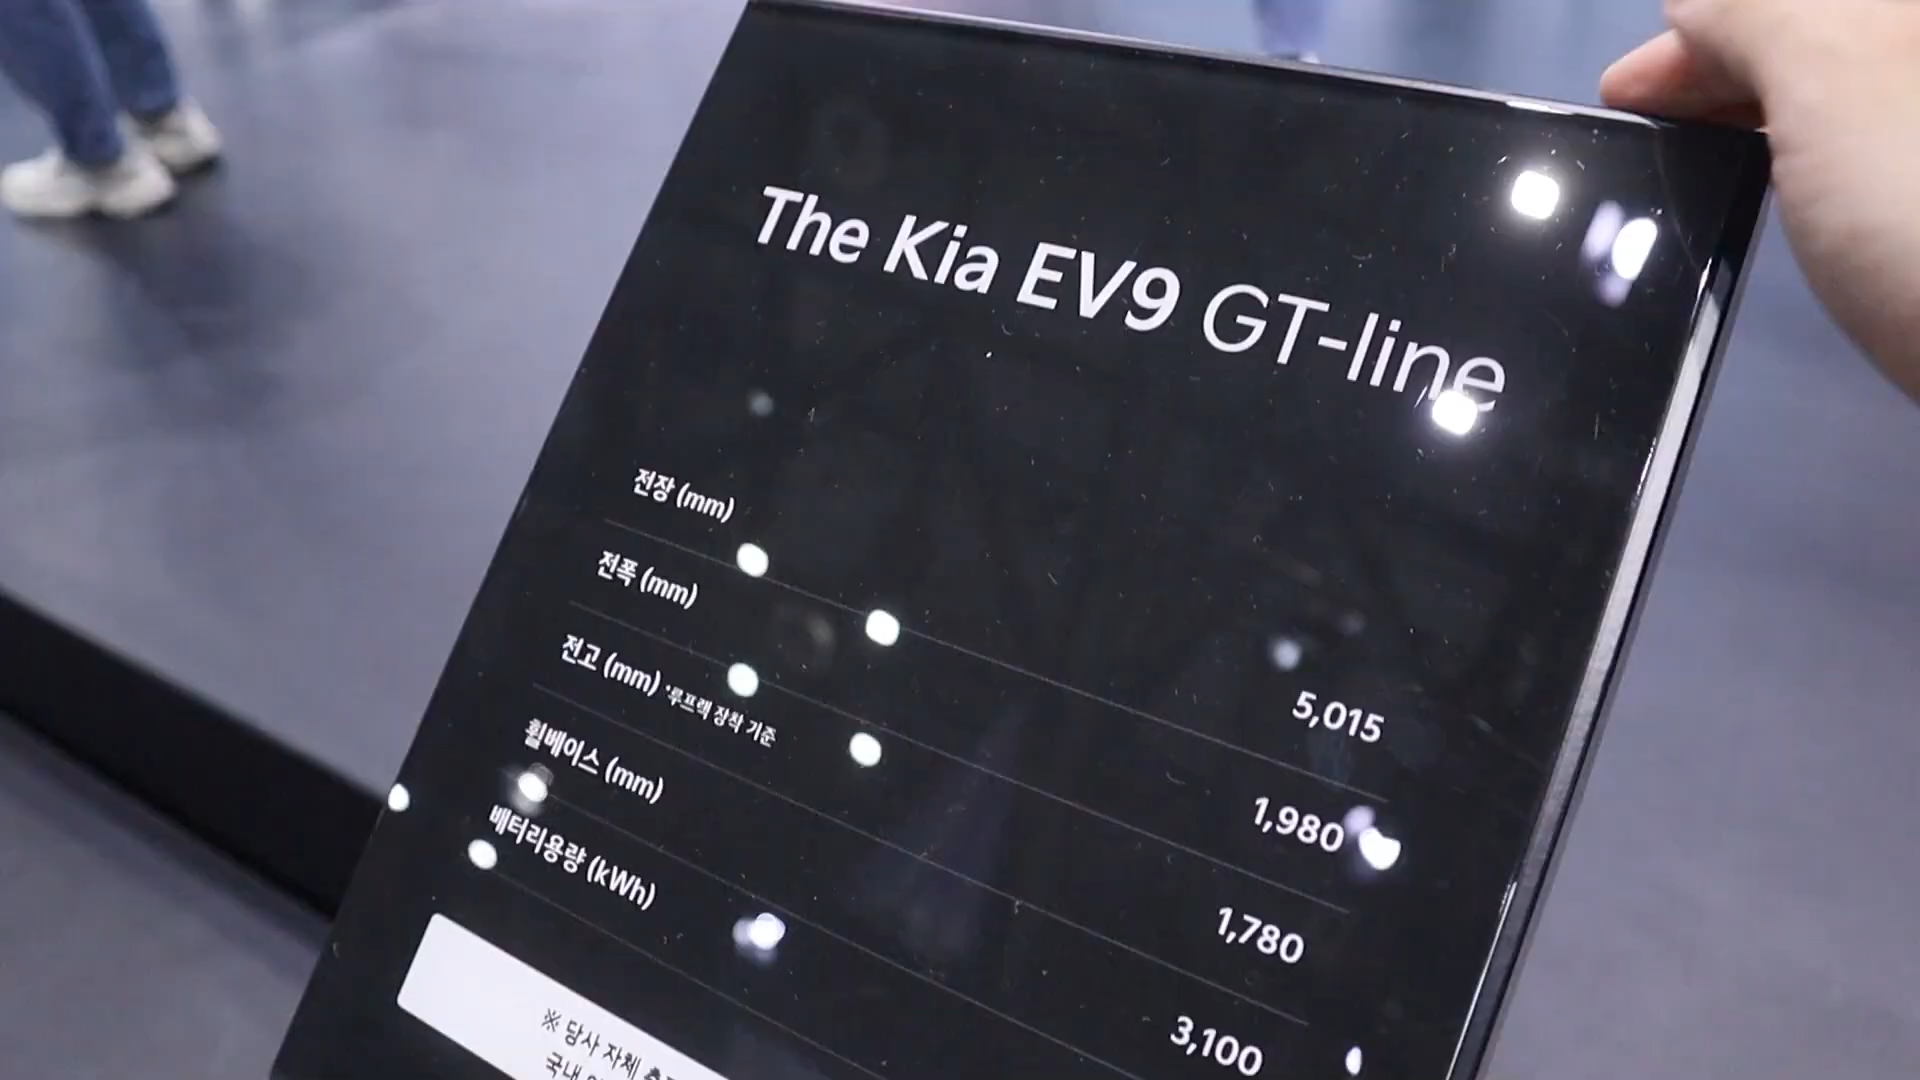 The Kia EV9 GT-line
전장 (mm) 5,015
전폭 (mm) 1,980
전고 (mm) *루프랙 장착 기준 1,780
휠베이스 (mm) 3,100
배터리용량 (kWh)
※ 당사 자체
국내